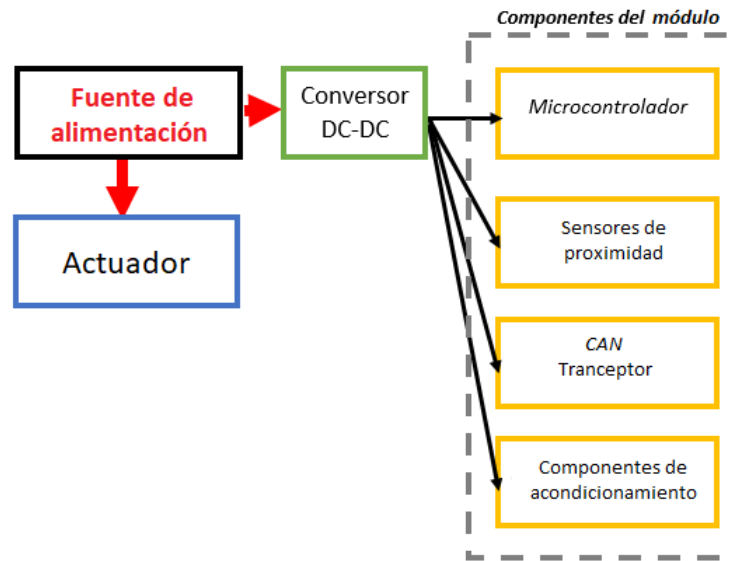 Componentes del módulo
Fuente de
alimentación
Conversor
DC-DC
Microcontrolador
Actuador
Sensores de
proximidad
CAN
Tranceptor
Componentes de
acondicionamiento